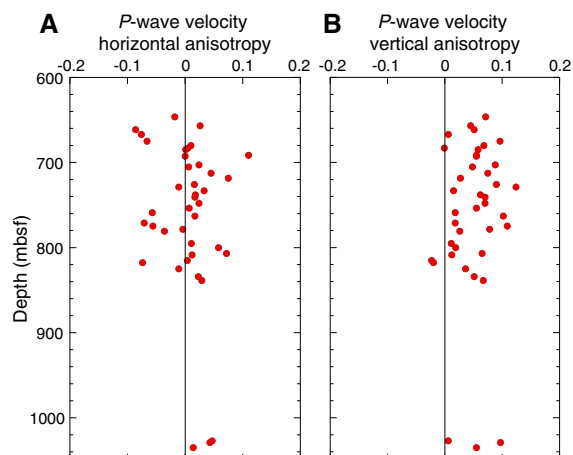 A
P-wave velocity
horizontal anisotropy
-0.2 -0.1 0 0.1 0.2
B
P-wave velocity
vertical anisotropy
-0.2 -0.1 0 0.1 0.2
Depth (mbsf)
600
700
800
900
1000